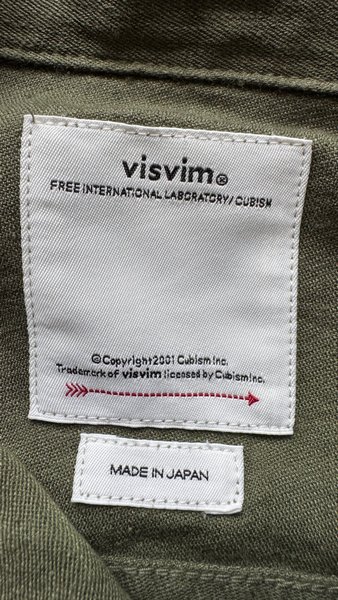 visvim®
FREE INTERNATIONAL LABORATORY/CUBISM
©Copyright2001 Cubism Inc.
Trademark of visvim licensed by Cubism Inc.
MADE IN JAPAN